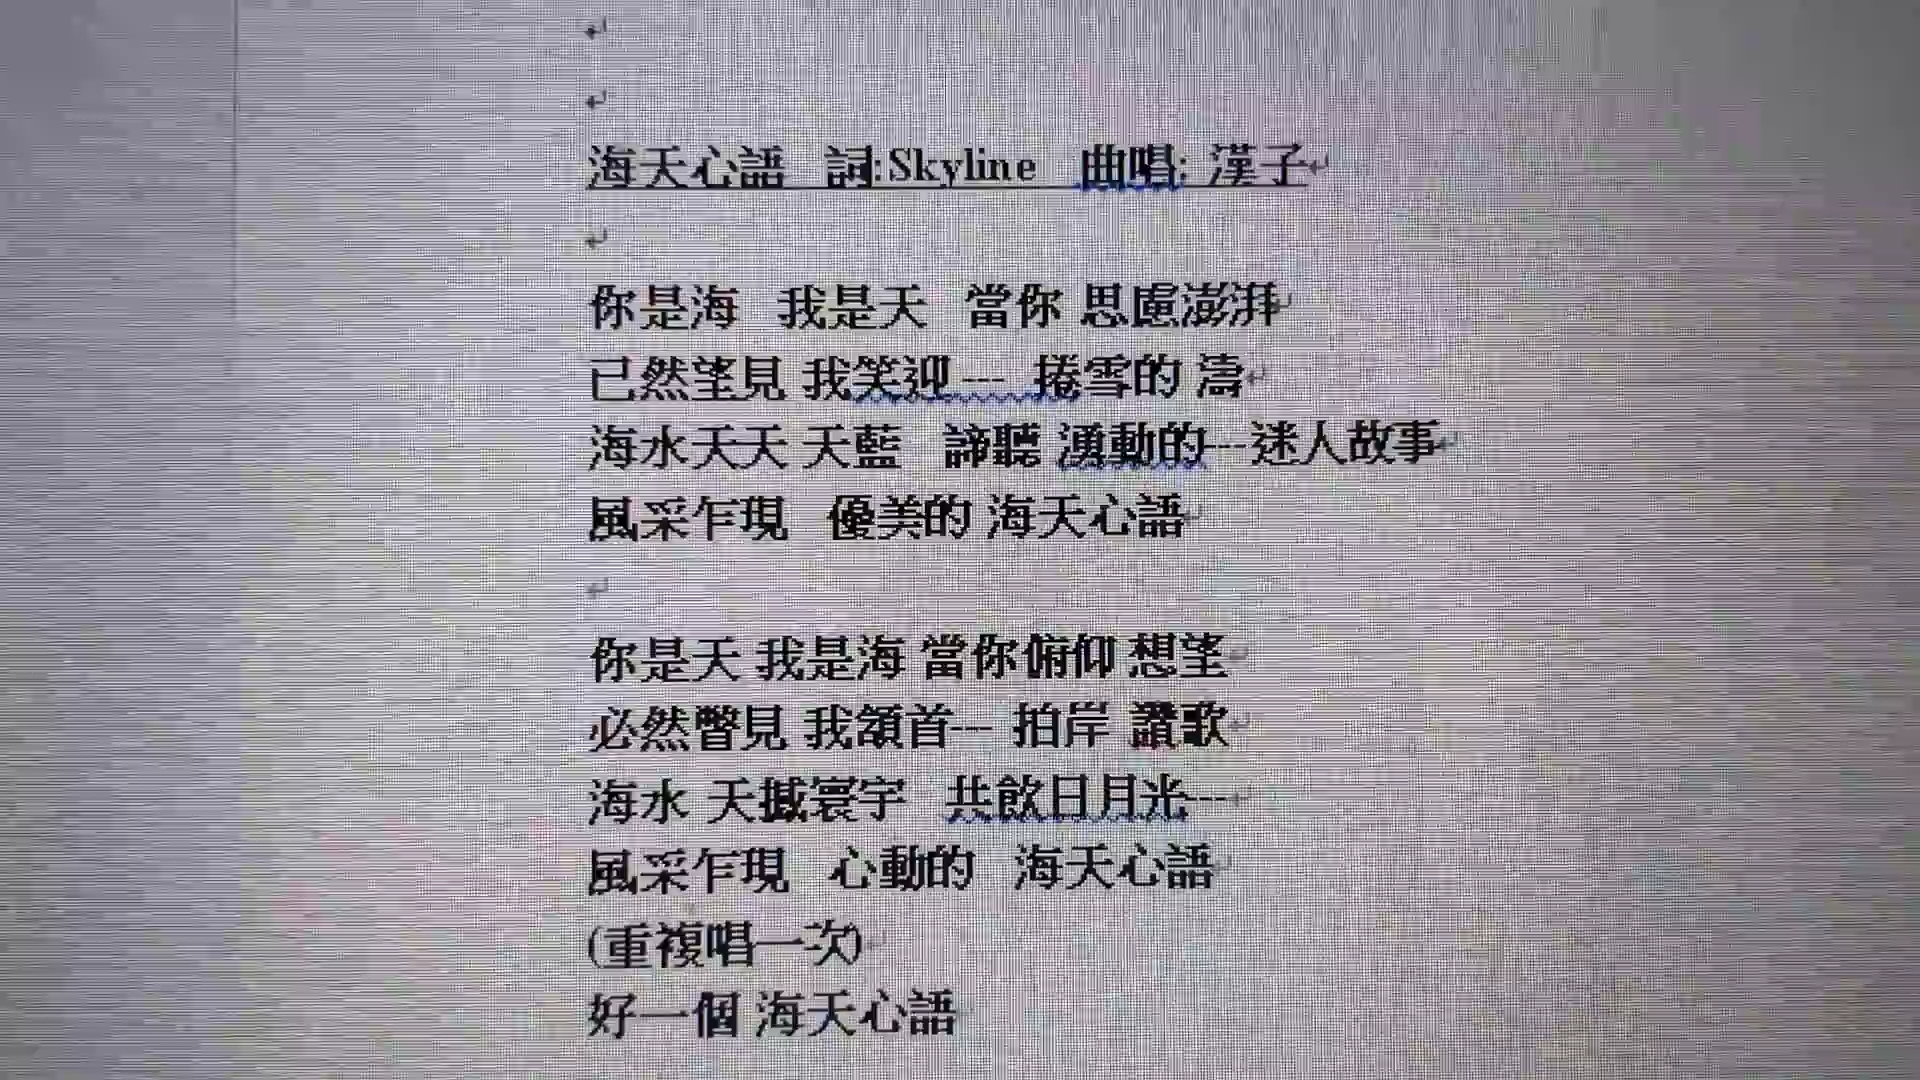 海天心語 詞:Skyline 曲唱: 漢子
你是海 我是天 當你 思慮澎湃
已然望見 我笑迎--- 捲雪的 濤
海水天天 天藍 諦聽 湧動的---迷人故事
風采乍現 優美的 海天心語
你是天 我是海 當你俯仰 想望
必然瞥見 我頷首--- 拍岸 讚歌
海水 天撼寰宇 共飲日月光---
風采乍現 心動的 海天心語
(重複唱一次)
好一個 海天心語